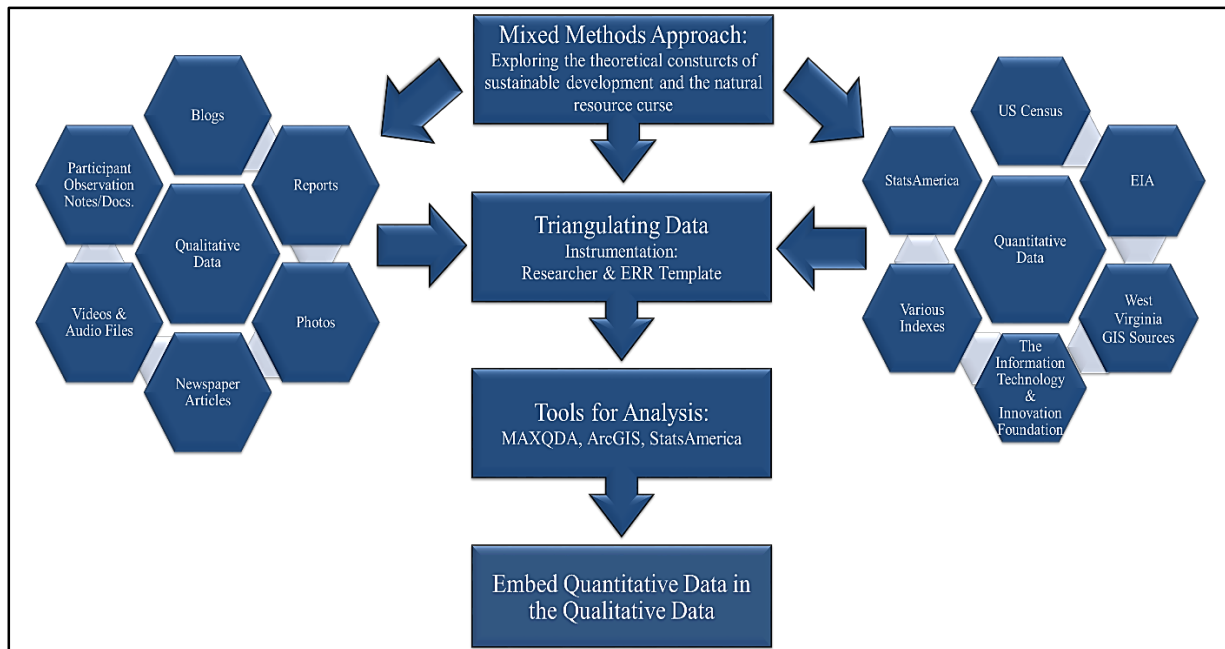 Mixed Methods Approach:
Exploring the theoretical consturcts of
sustainable development and the natural
resource curse
Blogs
Participant
Observation
Notes/Docs.
Reports
Qualitative
Data
Videos &
Audio Files
Photos
Newspaper
Articles
Triangulating Data
Instrumentation:
Researcher & ERR Template
US Census
StatsAmerica
EIA
Quantitative
Data
Various
Indexes
West
Virginia
GIS Sources
The
Information
Technology
&
Innovation
Foundation
Tools for Analysis:
MAXQDA, ArcGIS, StatsAmerica
Embed Quantitative Data in
the Qualitative Data